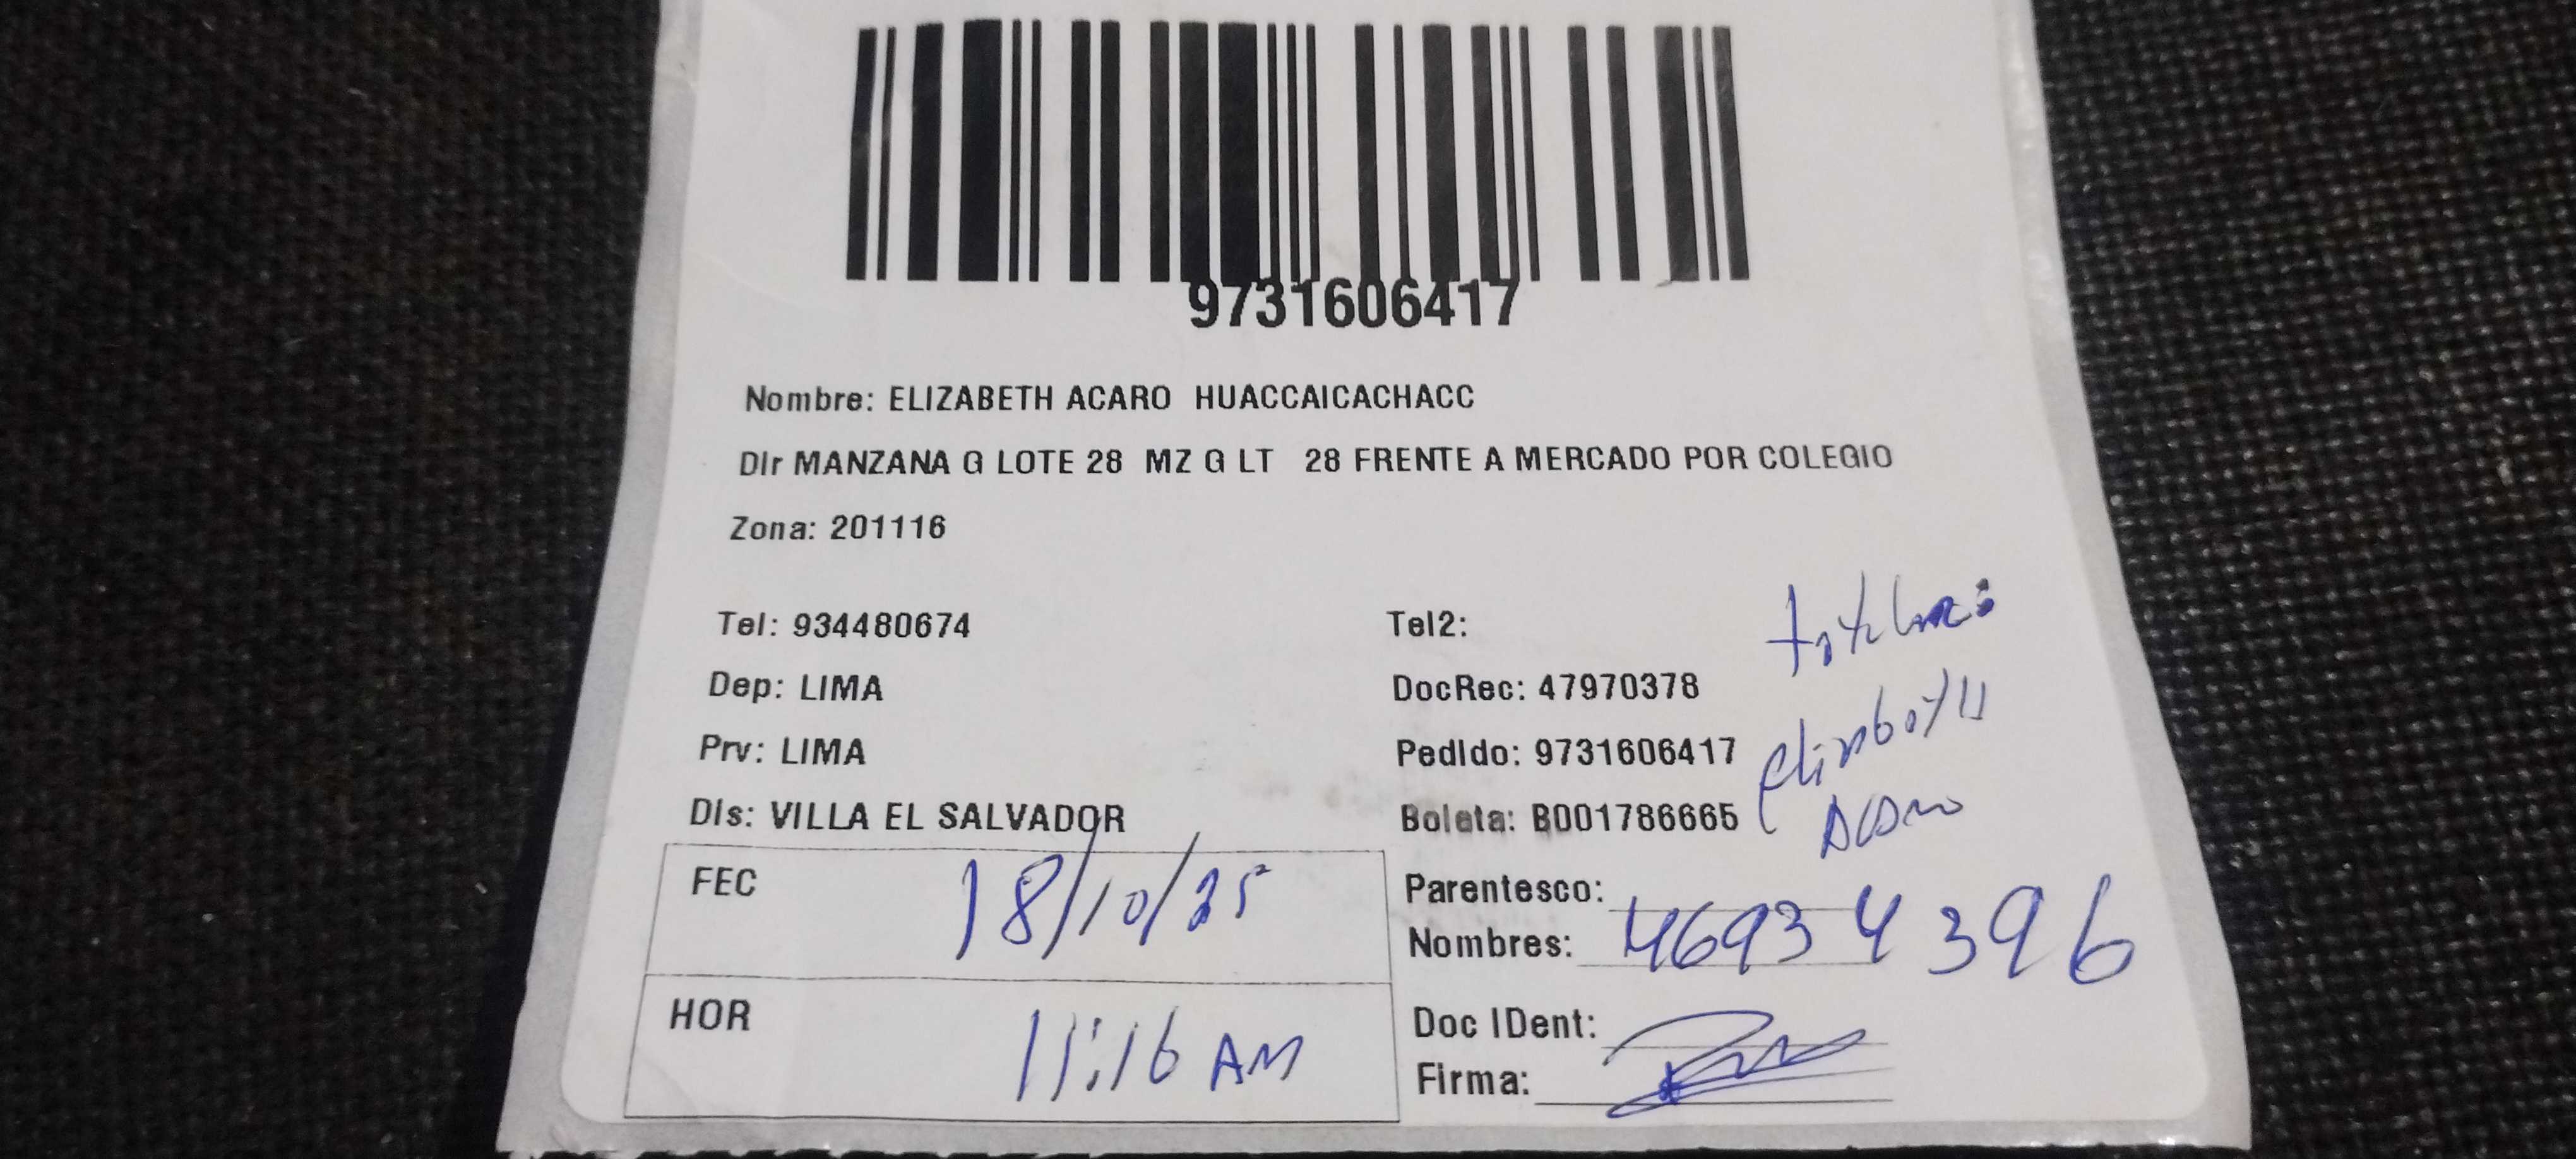 9731606417
Nombre: ELIZABETH ACARO HUACCAICACHACC
Dir MANZANA G LOTE 28 MZ G LT 28 FRENTE A MERCADO POR COLEGIO
Zona: 201116
Tel: 934480674
Tel2:
Dep: LIMA
DocRec: 47970378
Prv: LIMA
Pedido: 9731606417
Dis: VILLA EL SALVADOR
Boleta: B001786665
FEC 18/10/25
Parentesco:
Nombres: 46934396
HOR 11:16 AM
Doc IDent:
Firma: